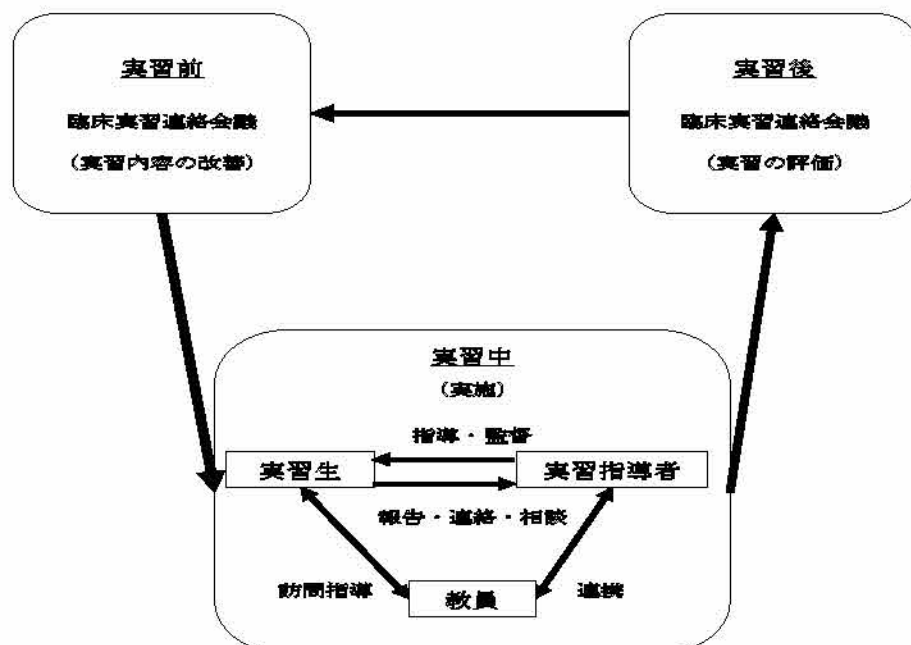 実習前
臨床実習連絡会議
(実習内容の改善)
実習後
臨床実習連絡会議
(実習の評価)
実習中
(実施)
指導・監督
実習生
実習指導者
報告・連絡・相談
訪問指導
連携
教員